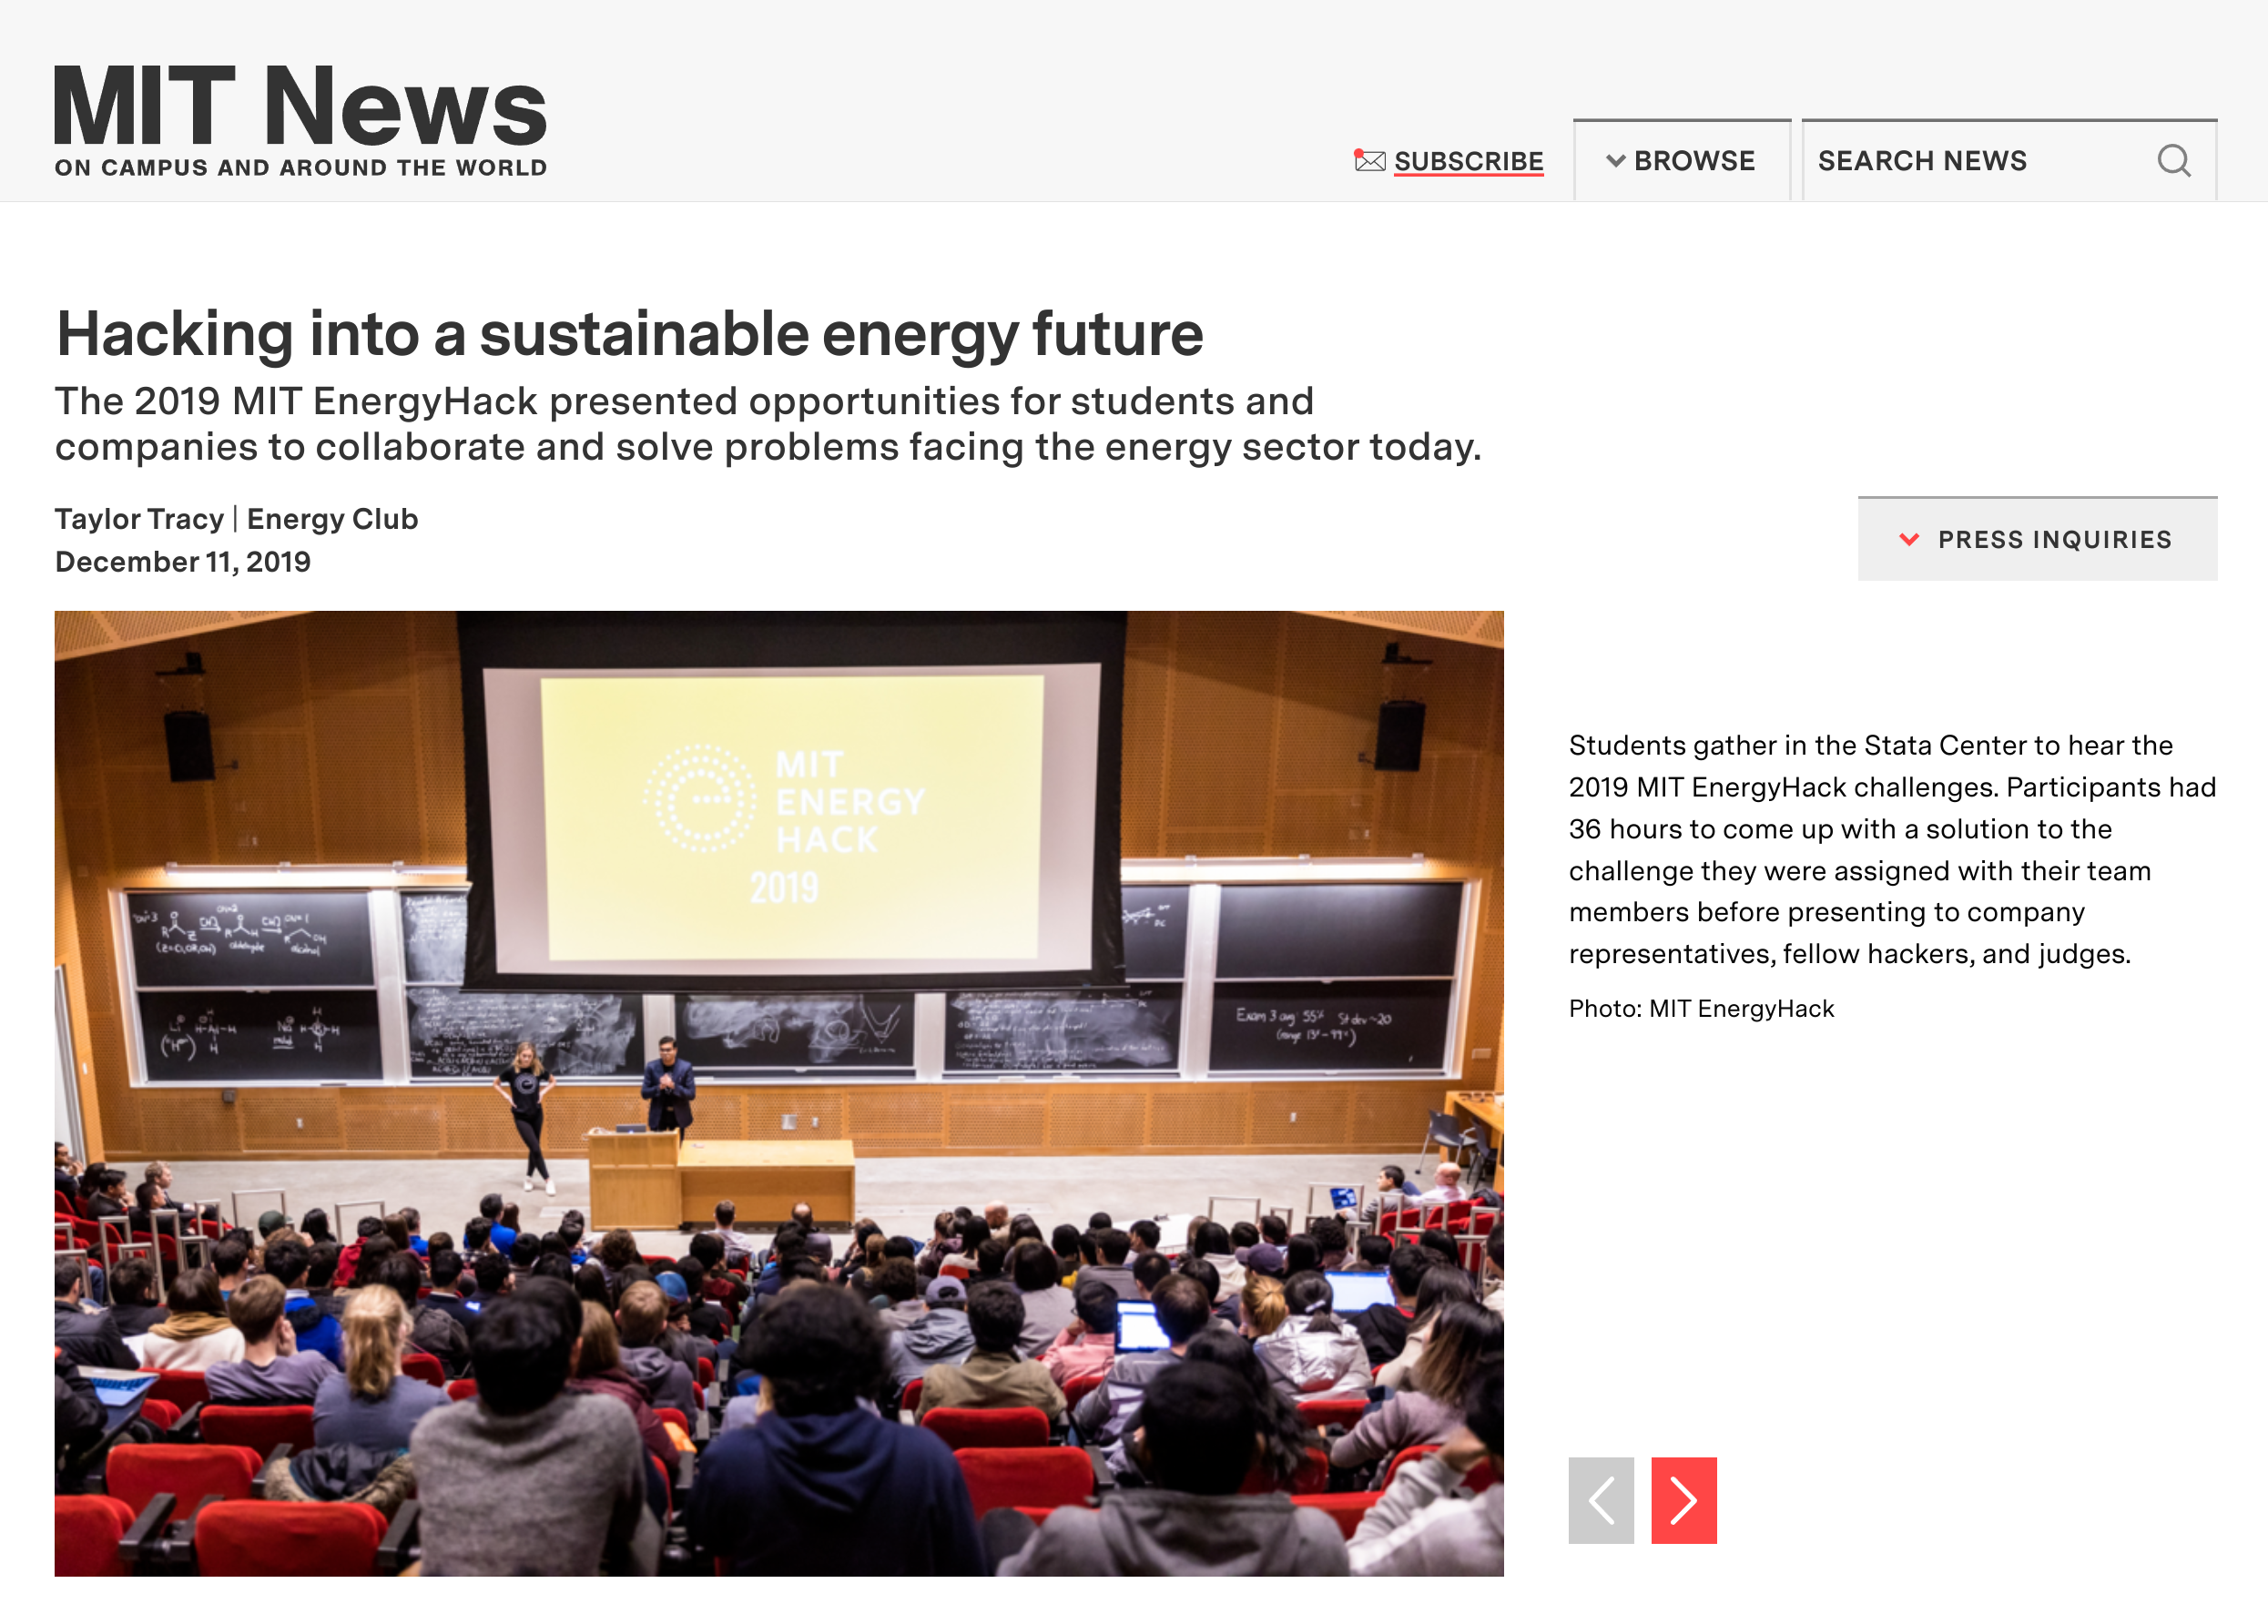 MIT News
ON CAMPUS AND AROUND THE WORLD
SUBSCRIBE
BROWSE
SEARCH NEWS
Hacking into a sustainable energy future
The 2019 MIT EnergyHack presented opportunities for students and
companies to collaborate and solve problems facing the energy sector today.
Taylor Tracy | Energy Club
December 11, 2019
PRESS INQUIRIES
MIT
ENERGY
HACK
2019
aldehyde
alcohol
Exam 3 avg: 55% St dev ~20
Students gather in the Stata Center to hear the
2019 MIT EnergyHack challenges. Participants had
36 hours to come up with a solution to the
challenge they were assigned with their team
members before presenting to company
representatives, fellow hackers, and judges.
Photo: MIT EnergyHack